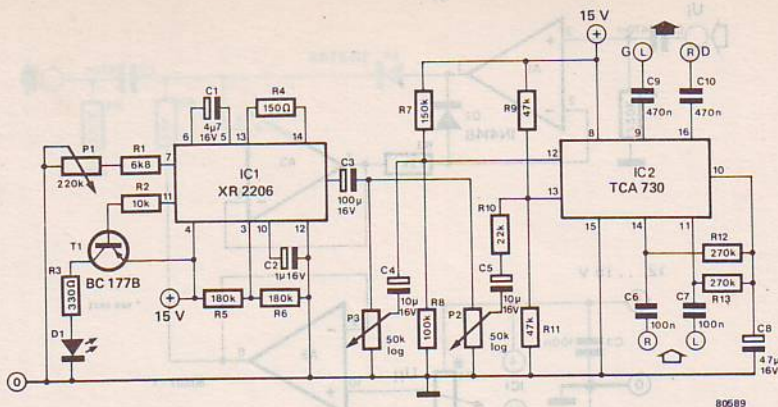 15 V
G L R D
C9 C10
470n 470n
C1
4µ7
16V
R4
150Ω
6 5 13 14
P1
220k
R1
6k8
7
IC1
XR 2206
R2
10k
11
C3
100µ
16V
4 3 10 12
T1
BC 177B
C2
1µ16V
R3
330Ω
15 V
180k 180k
R5 R6
D1
0
R7
150k
R9
47k
8 9 16
12
IC2
TCA 730
10
13
R10
22k
15 14 11
C4
10µ
16V
C5
10µ
16V
R12
270k
270k
R13
P3
50k
log
R8
100k
P2
50k
log
R11
47k
C6
100n
C7
100n
C8
47µ
16V
R L
80589